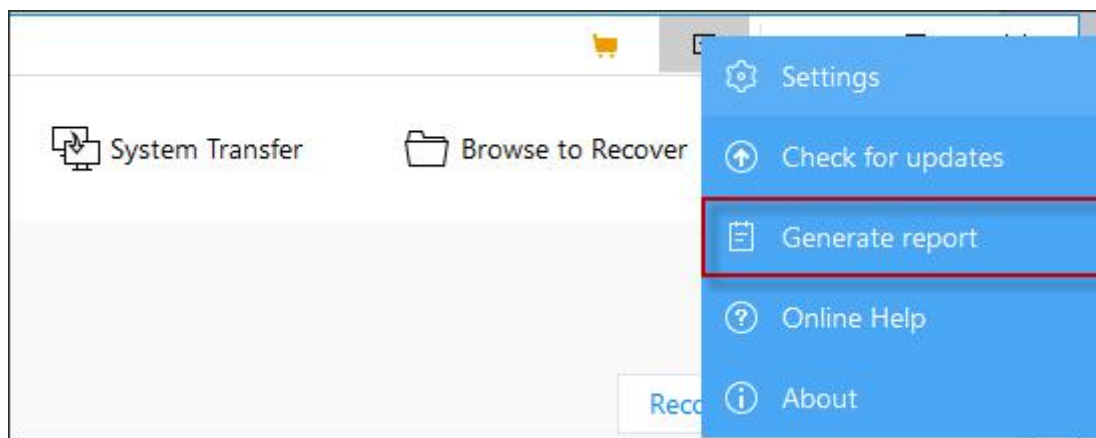 Settings
System Transfer
Browse to Recover
Check for updates
Generate report
Online Help
About